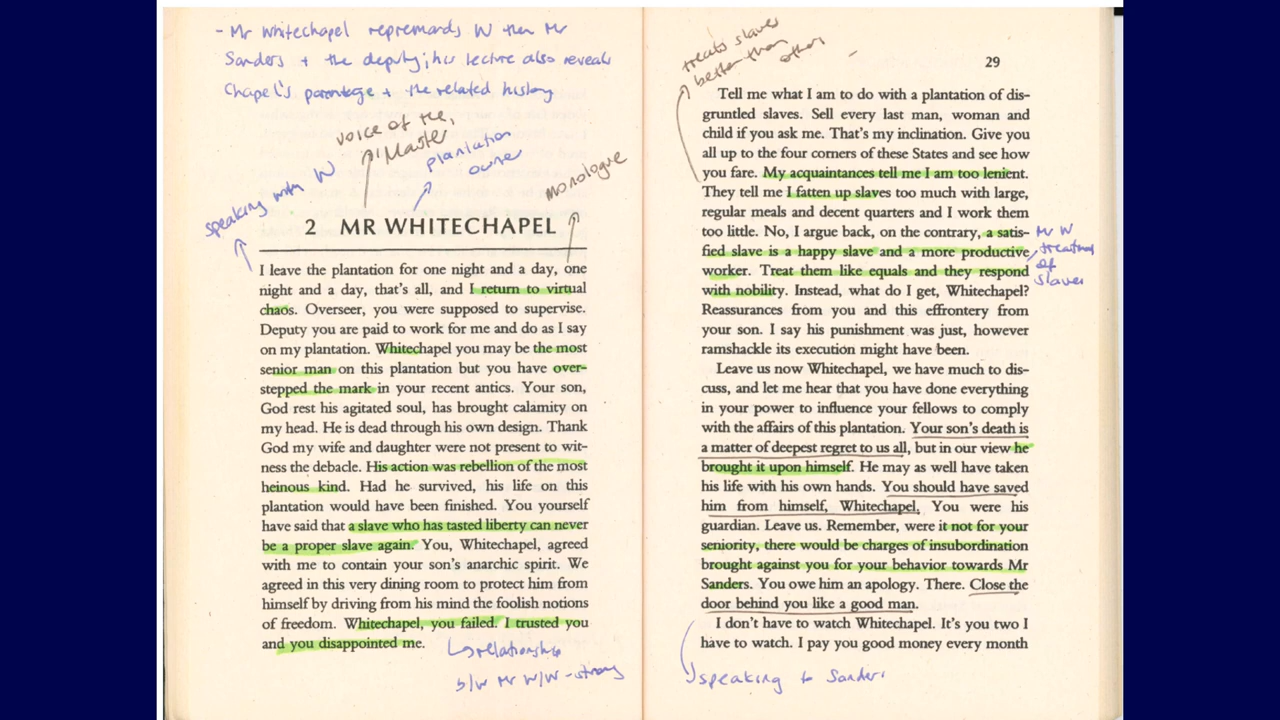 - Mr Whitechapel repremands W then Mr
Sanders + the deputy; his lecture also reveals
Chapel's parentage + the related history
voice of the
Master
plantation
owner
speaking with W
monologue
2 MR WHITECHAPEL
I leave the plantation for one night and a day, one
night and a day, that's all, and I return to virtual
chaos. Overseer, you were supposed to supervise.
Deputy you are paid to work for me and do as I say
on my plantation. Whitechapel you may be the most
senior man on this plantation but you have over-
stepped the mark in your recent antics. Your son,
God rest his agitated soul, has brought calamity on
my head. He is dead through his own design. Thank
God my wife and daughter were not present to wit-
ness the debacle. His action was rebellion of the most
heinous kind. Had he survived, his life on this
plantation would have been finished. You yourself
have said that a slave who has tasted liberty can never
be a proper slave again. You, Whitechapel, agreed
with me to contain your son's anarchic spirit. We
agreed in this very dining room to protect him from
himself by driving from his mind the foolish notions
of freedom. Whitechapel, you failed. I trusted you
and you disappointed me.
relationship
b/w Mr W/W - strong
treats slaves
better than
others
29
Tell me what I am to do with a plantation of dis-
gruntled slaves. Sell every last man, woman and
child if you ask me. That's my inclination. Give you
all up to the four corners of these States and see how
you fare. My acquaintances tell me I am too lenient.
They tell me I fatten up slaves too much with large,
regular meals and decent quarters and I work them
too little. No, I argue back, on the contrary, a satis-
fied slave is a happy slave and a more productive
worker. Treat them like equals and they respond
with nobility. Instead, what do I get, Whitechapel?
Reassurances from you and this effrontery from
your son. I say his punishment was just, however
ramshackle its execution might have been.
Mr W
treatment
of
slaves
Leave us now Whitechapel, we have much to dis-
cuss, and let me hear that you have done everything
in your power to influence your fellows to comply
with the affairs of this plantation. Your son's death is
a matter of deepest regret to us all, but in our view he
brought it upon himself. He may as well have taken
his life with his own hands. You should have saved
him from himself, Whitechapel. You were his
guardian. Leave us. Remember, were it not for your
seniority, there would be charges of insubordination
brought against you for your behavior towards Mr
Sanders. You owe him an apology. There. Close the
door behind you like a good man.
I don't have to watch Whitechapel. It's you two I
have to watch. I pay you good money every month
speaking to Sanders